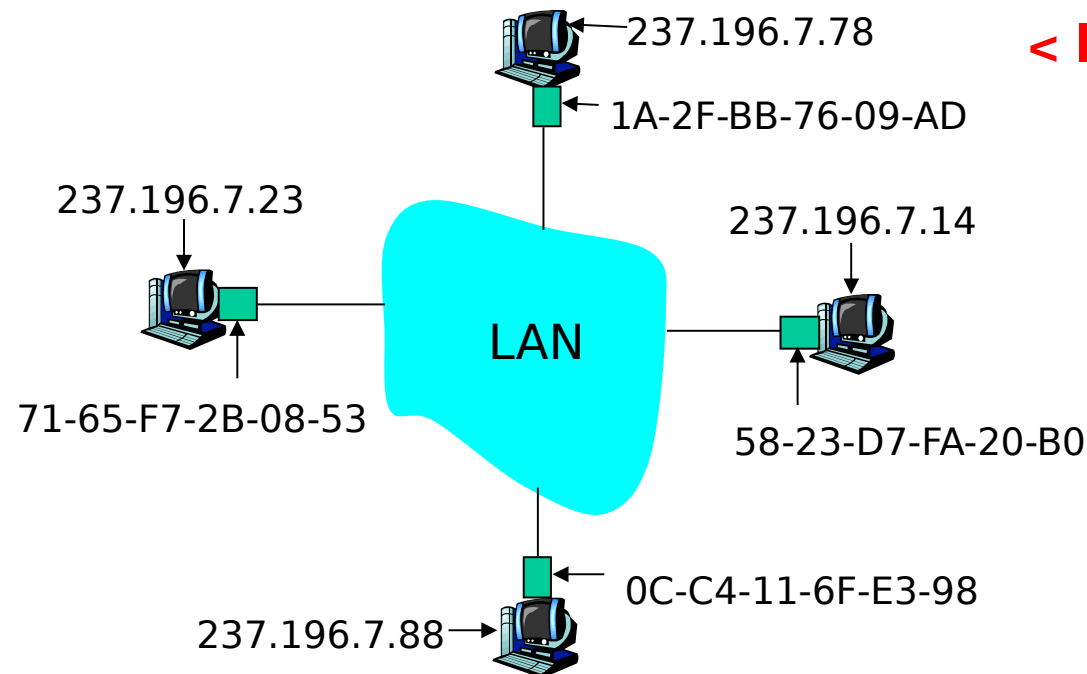 237.196.7.78
<
1A-2F-BB-76-09-AD
237.196.7.23
237.196.7.14
LAN
71-65-F7-2B-08-53
58-23-D7-FA-20-B0
0C-C4-11-6F-E3-98
237.196.7.88